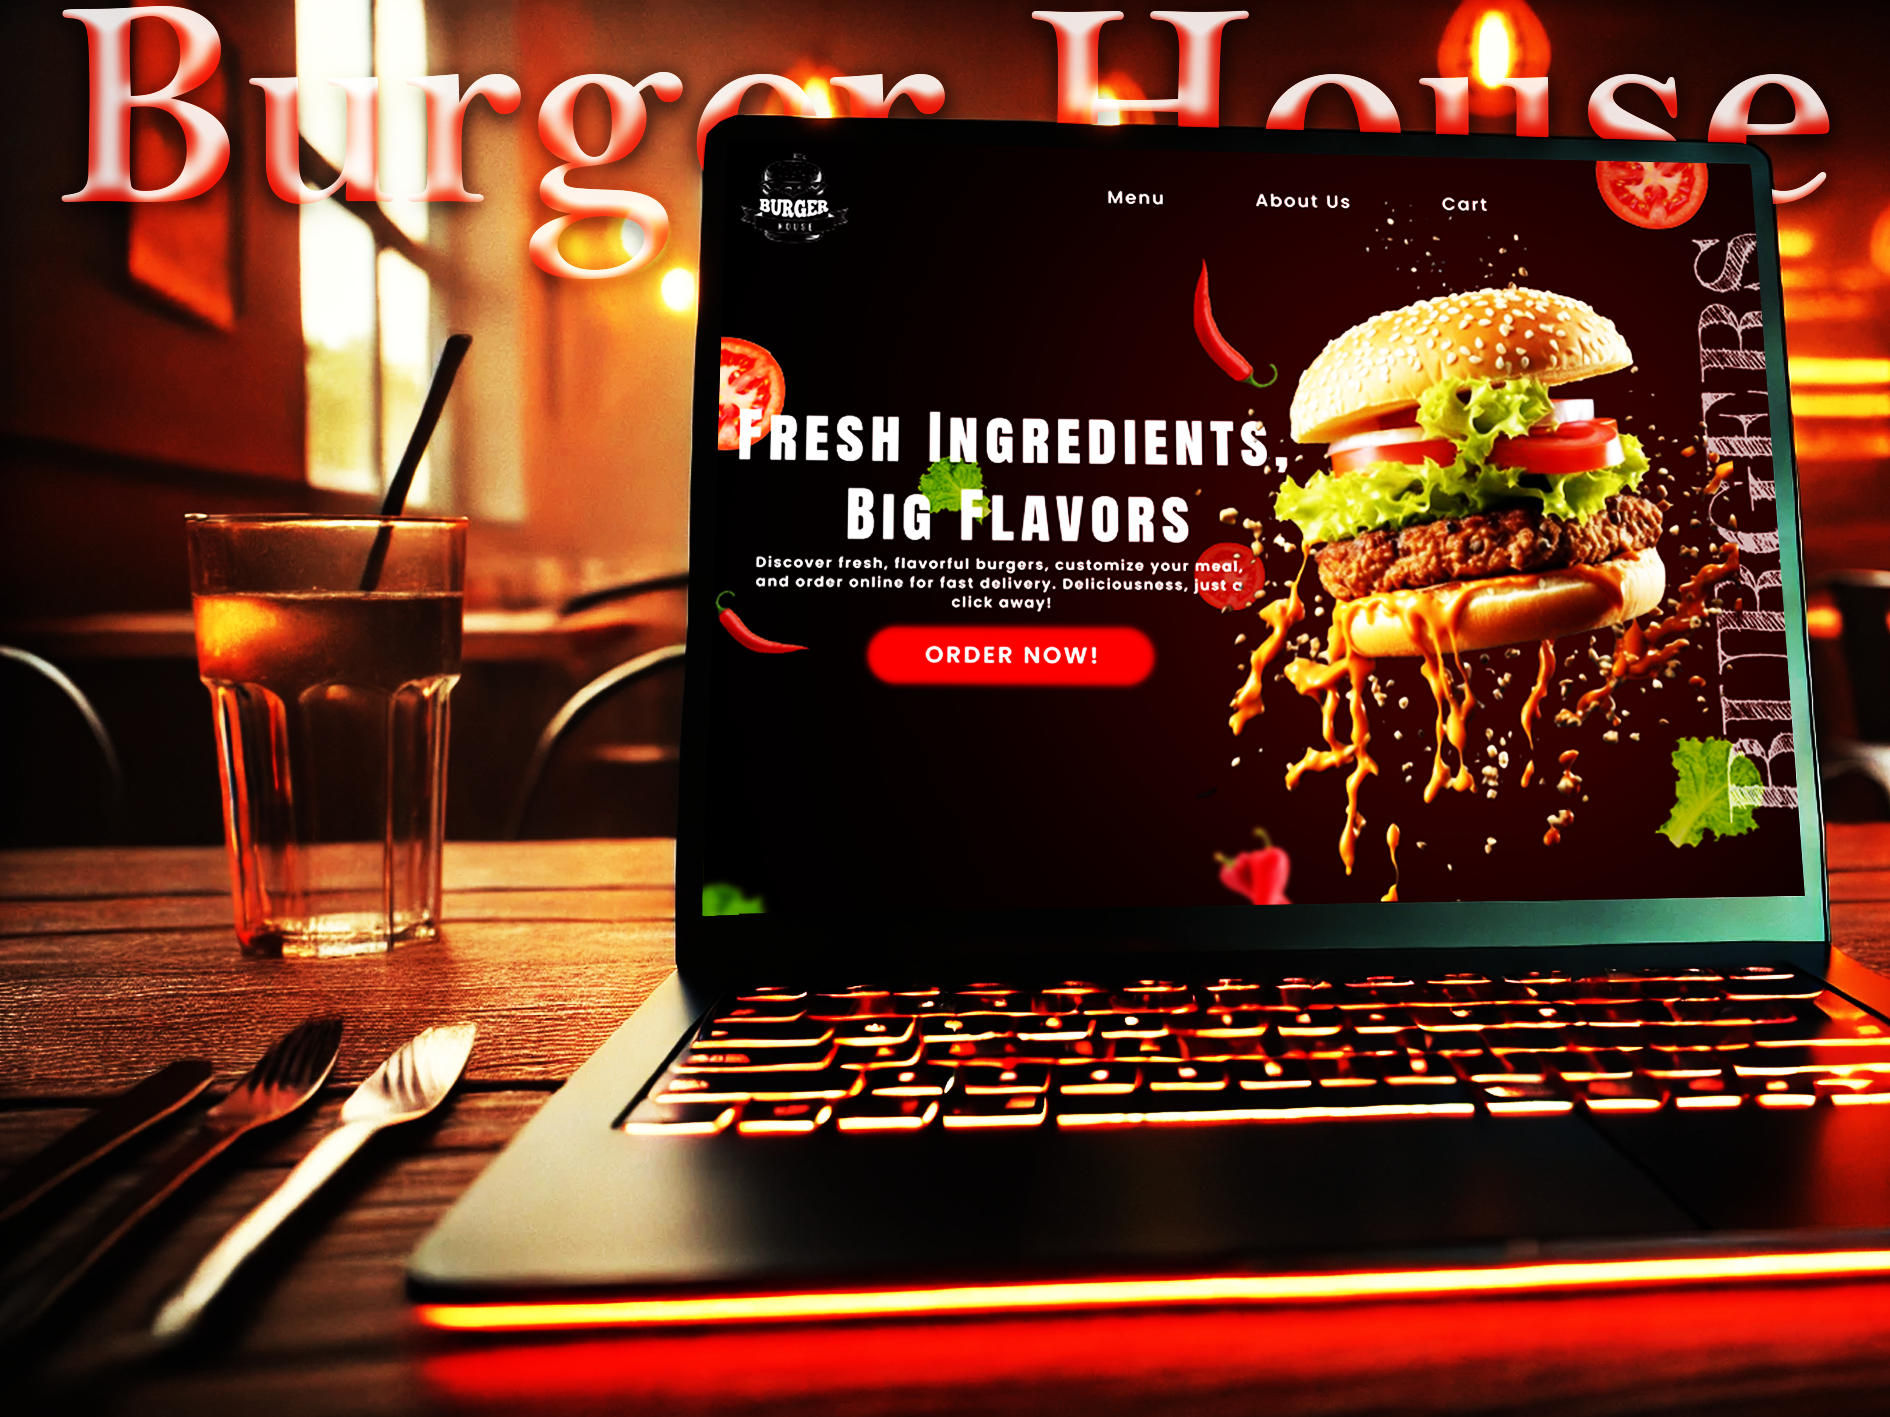 Burger House
BURGER
HOUSE
Menu
About Us
Cart
FRESH INGREDIENTS,
BIG FLAVORS
Discover fresh, flavorful burgers, customize your meal,
and order online for fast delivery. Deliciousness, just a
click away!
ORDER NOW!
BURGERS